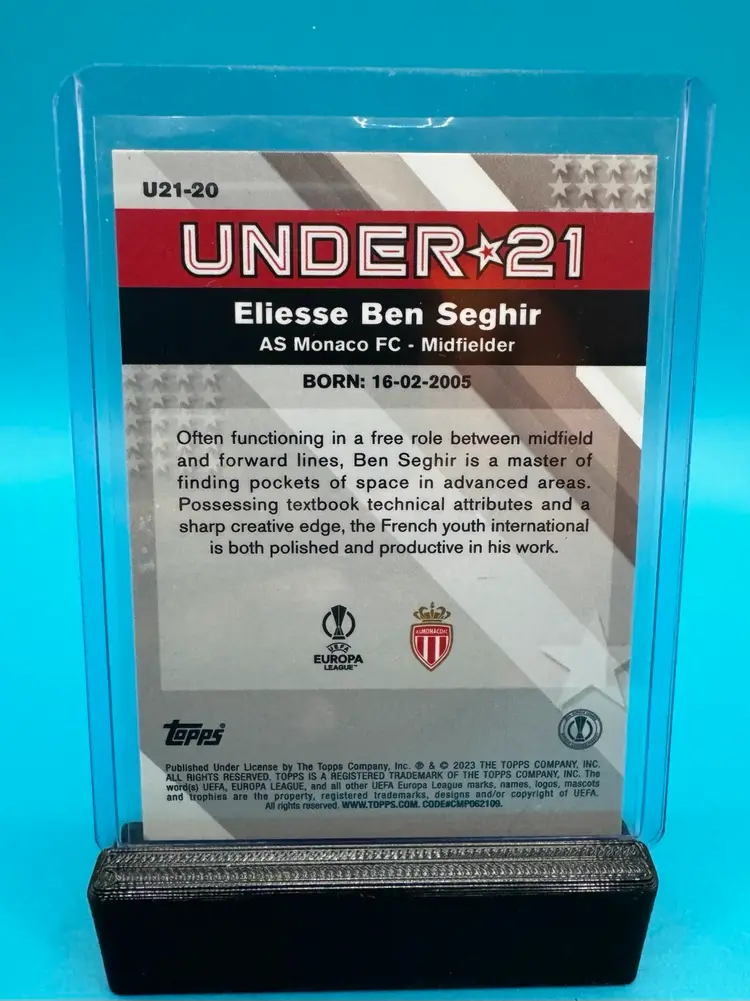 U21-20
UNDER★21
Eliesse Ben Seghir
AS Monaco FC - Midfielder
BORN: 16-02-2005
Often functioning in a free role between midfield
and forward lines, Ben Seghir is a master of
finding pockets of space in advanced areas.
Possessing textbook technical attributes and a
sharp creative edge, the French youth international
is both polished and productive in his work.
UEFA
EUROPA
LEAGUE™
AS MONACO FC
Topps®
Published Under License by The Topps Company, Inc. ® & © 2023 THE TOPPS COMPANY, INC.
ALL RIGHTS RESERVED. TOPPS IS A REGISTERED TRADEMARK OF THE TOPPS COMPANY, INC. The
word(s) UEFA, EUROPA LEAGUE, and all other UEFA Europa League marks, names, logos, mascots
and trophies are the property, registered trademarks, designs and/or copyright of UEFA.
All rights reserved. WWW.TOPPS.COM. CODE#CMP062109.